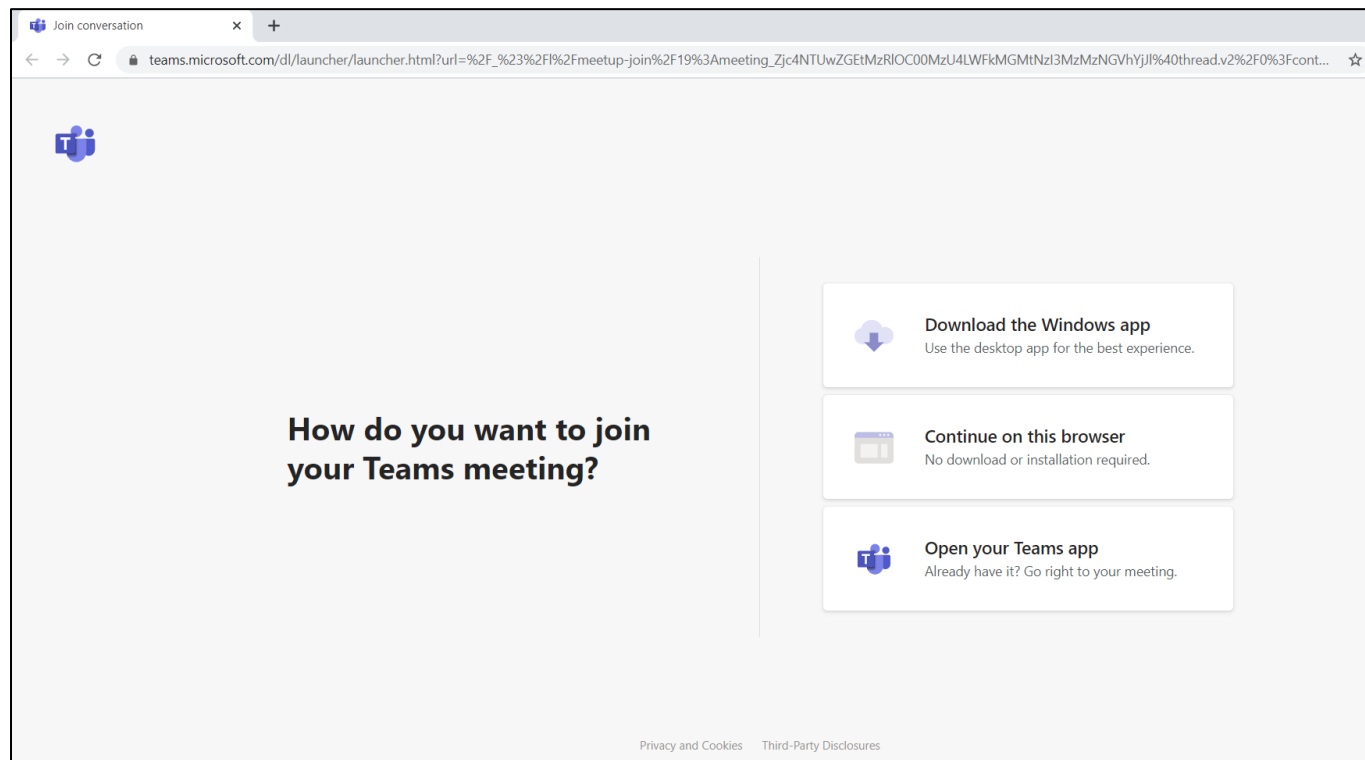 Join conversation
teams.microsoft.com/dl/launcher/launcher.html?url=%2F_%23%2Fl%2Fmeetup-join%2F19%3Ameeting_Zjc4NTUwZGEtMzRlOC00MzU4LWFkMGMtNzI3MzMzNGVhYjJl%40thread.v2%2F0%3Fcont...
T
Download the Windows app
Use the desktop app for the best experience.
How do you want to join
your Teams meeting?
Continue on this browser
No download or installation required.
T
Open your Teams app
Already have it? Go right to your meeting.
Privacy and Cookies Third-Party Disclosures